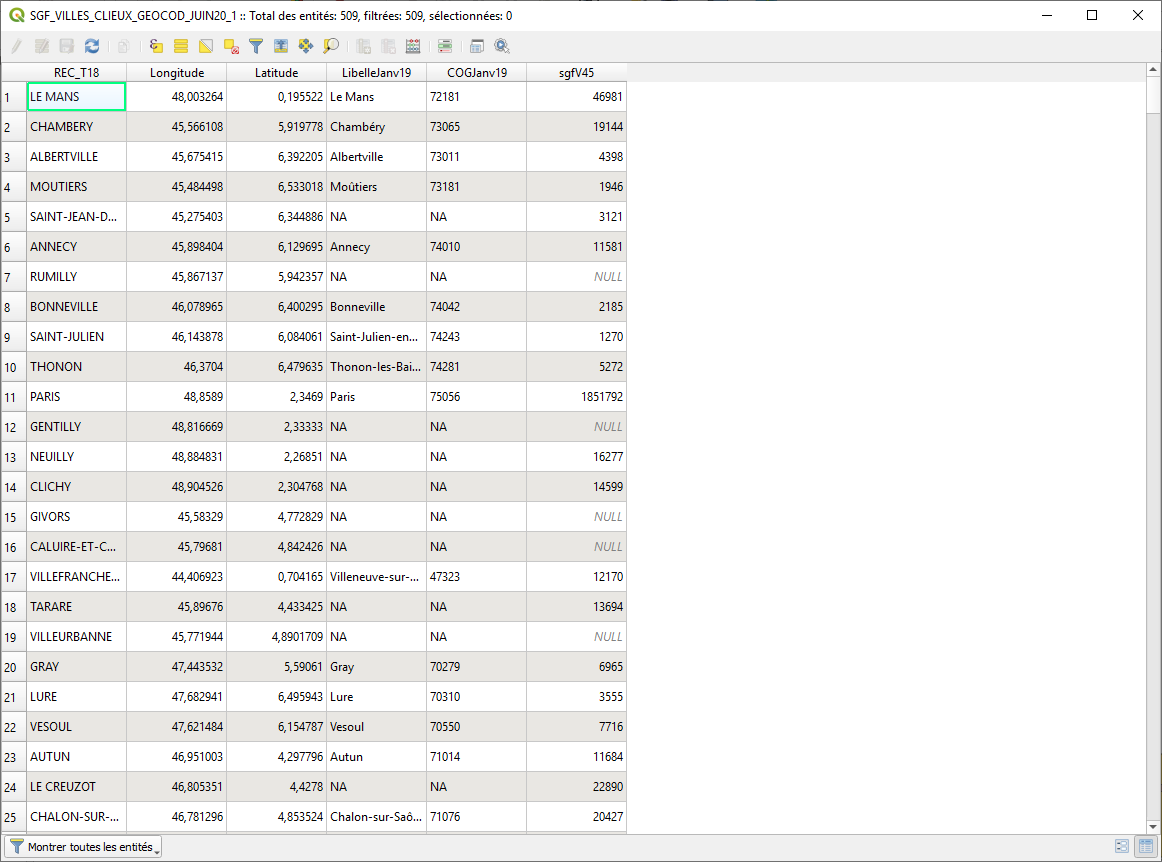 SGF_VILLES_CLIEUX_GEOCOD_JUIN20_1 :: Total des entités: 509, filtrées: 509, sélectionnées: 0
REC_T18 Longitude Latitude LibelleJanv19 COGJanv19 sgfV45
1 LE MANS 48,003264 0,195522 Le Mans 72181 46981
2 CHAMBERY 45,566108 5,919778 Chambéry 73065 19144
3 ALBERTVILLE 45,675415 6,392205 Albertville 73011 4398
4 MOUTIERS 45,484498 6,533018 Moûtiers 73181 1946
5 SAINT-JEAN-D... 45,275403 6,344886 NA NA 3121
6 ANNECY 45,898404 6,129695 Annecy 74010 11581
7 RUMILLY 45,867137 5,942357 NA NA NULL
8 BONNEVILLE 46,078965 6,400295 Bonneville 74042 2185
9 SAINT-JULIEN 46,143878 6,084061 Saint-Julien-en... 74243 1270
10 THONON 46,3704 6,479635 Thonon-les-Bai... 74281 5272
11 PARIS 48,8589 2,3469 Paris 75056 1851792
12 GENTILLY 48,816669 2,33333 NA NA NULL
13 NEUILLY 48,884831 2,26851 NA NA 16277
14 CLICHY 48,904526 2,304768 NA NA 14599
15 GIVORS 45,58329 4,772829 NA NA NULL
16 CALUIRE-ET-C... 45,79681 4,842426 NA NA NULL
17 VILLEFRANCHE... 44,406923 0,704165 Villeneuve-sur-... 47323 12170
18 TARARE 45,89676 4,433425 NA NA 13694
19 VILLEURBANNE 45,771944 4,8901709 NA NA NULL
20 GRAY 47,443532 5,59061 Gray 70279 6965
21 LURE 47,682941 6,495943 Lure 70310 3555
22 VESOUL 47,621484 6,154787 Vesoul 70550 7716
23 AUTUN 46,951003 4,297796 Autun 71014 11684
24 LE CREUZOT 46,805351 4,4278 NA NA 22890
25 CHALON-SUR-... 46,781296 4,853524 Chalon-sur-Saô... 71076 20427
Montrer toutes les entités